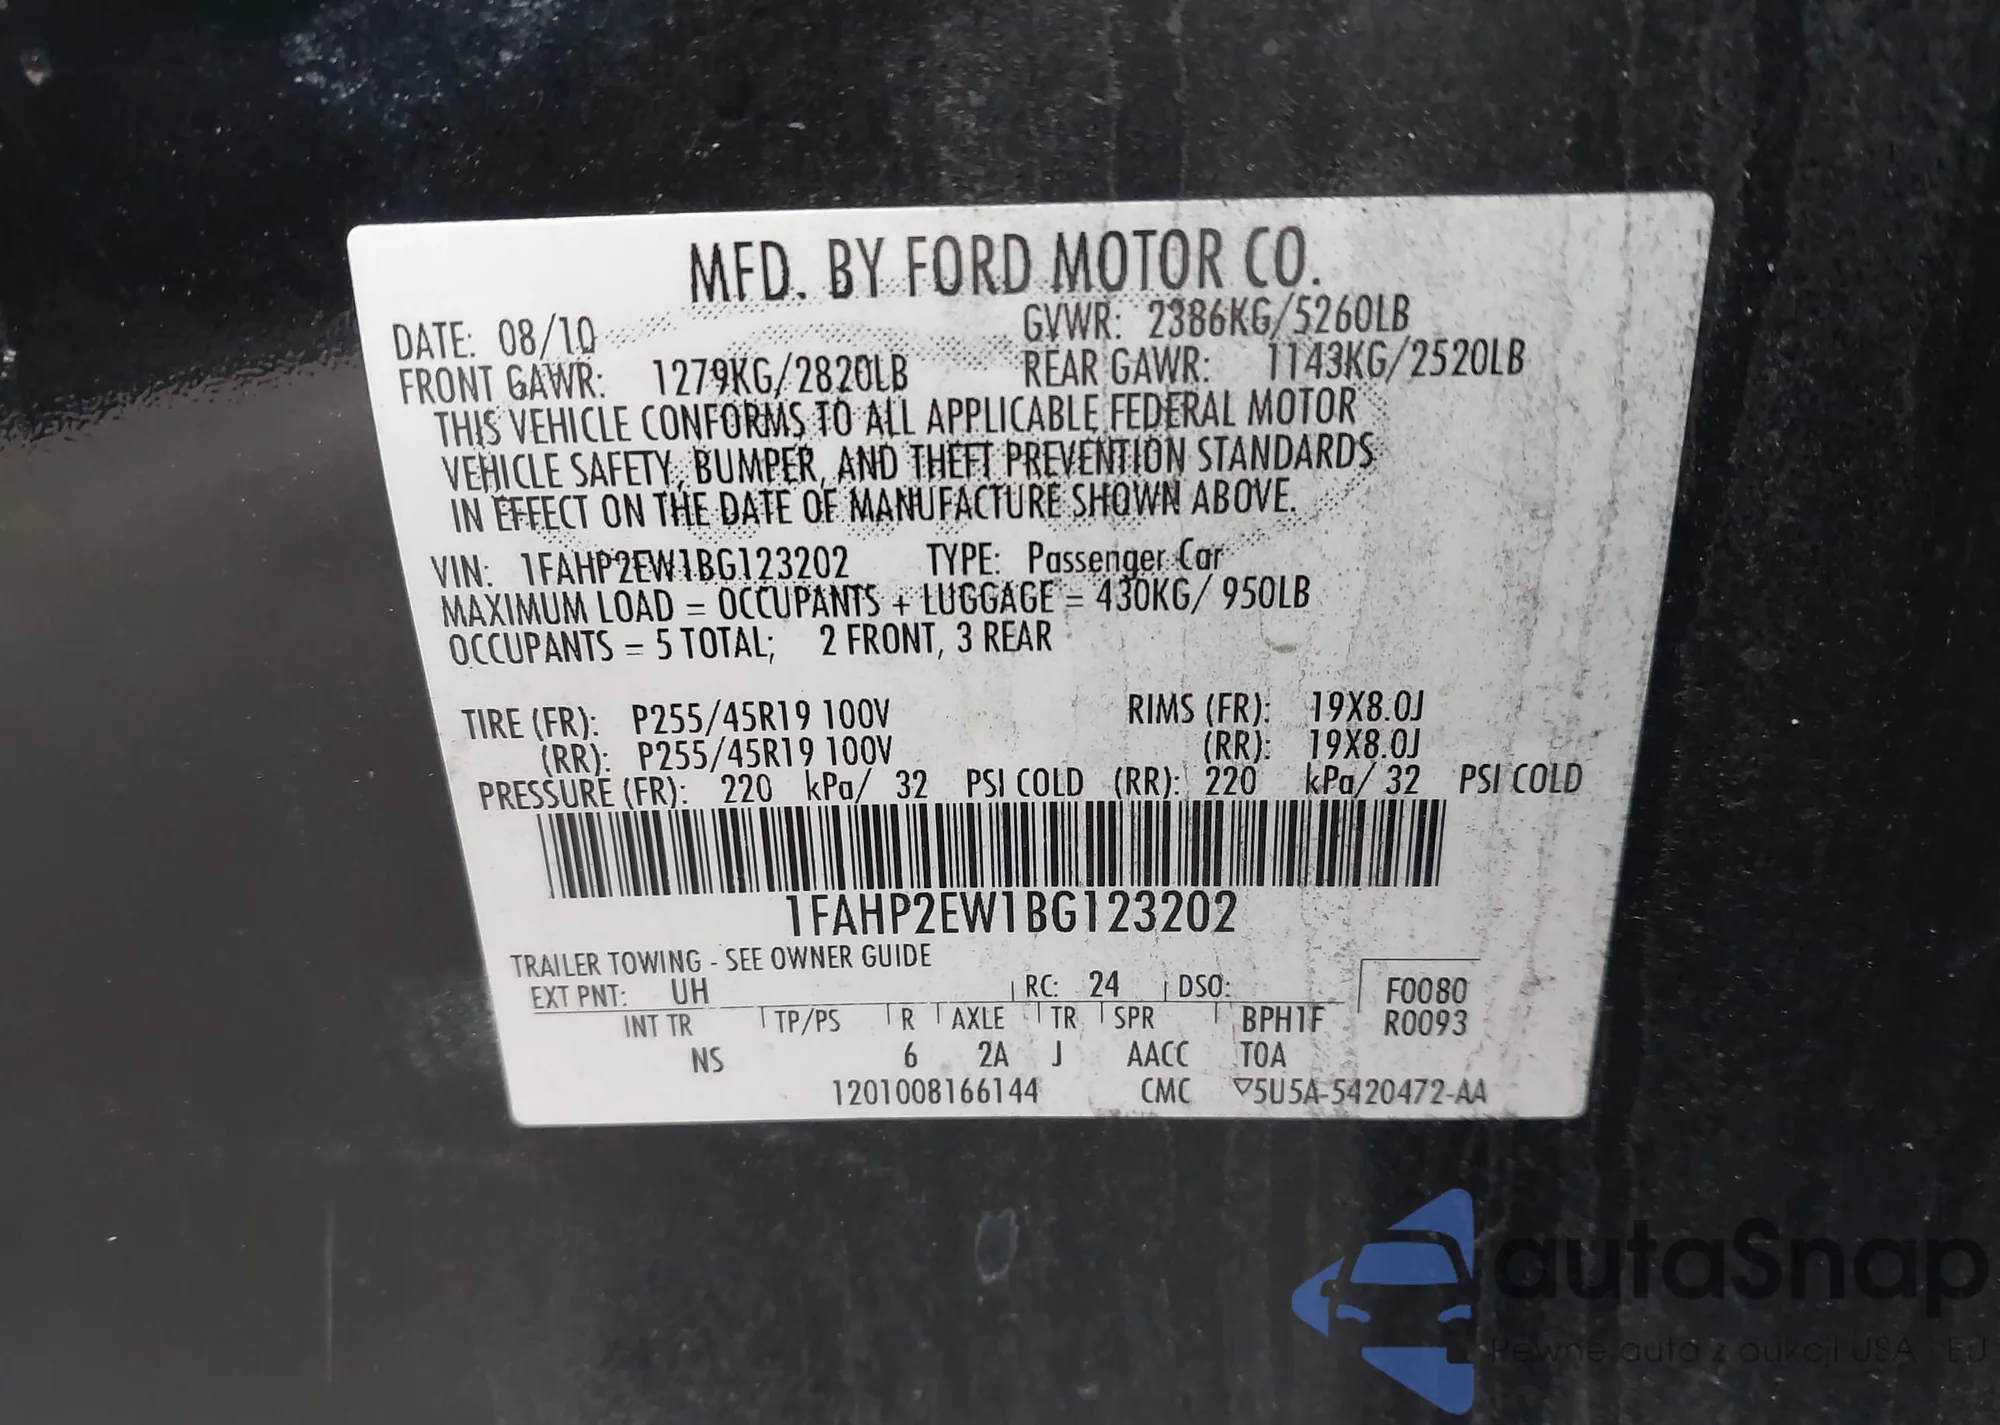 MFD. BY FORD MOTOR CO.
DATE: 08/10 GVWR: 2386KG/5260LB
FRONT GAWR: 1279KG/2820LB REAR GAWR: 1143KG/2520LB
THIS VEHICLE CONFORMS TO ALL APPLICABLE FEDERAL MOTOR
VEHICLE SAFETY, BUMPER, AND THEFT PREVENTION STANDARDS
IN EFFECT ON THE DATE OF MANUFACTURE SHOWN ABOVE.
VIN: 1FAHP2EW1BG123202 TYPE: Passenger Car
MAXIMUM LOAD = OCCUPANTS + LUGGAGE = 430KG/ 950LB
OCCUPANTS = 5 TOTAL; 2 FRONT, 3 REAR
TIRE (FR): P255/45R19 100V RIMS (FR): 19X8.0J
(RR): P255/45R19 100V (RR): 19X8.0J
PRESSURE (FR): 220 kPa/ 32 PSI COLD (RR): 220 kPa/ 32 PSI COLD
1FAHP2EW1BG123202
TRAILER TOWING - SEE OWNER GUIDE
EXT PNT: UH RC: 24 DSO: F0080
INT TR TP/PS R AXLE TR SPR BPH1F R0093
NS 6 2A J AACC TOA
1201008166144 CMC ▽5U5A-5420472-AA
autaSnap
Pewne auta z aukcji USA i EU